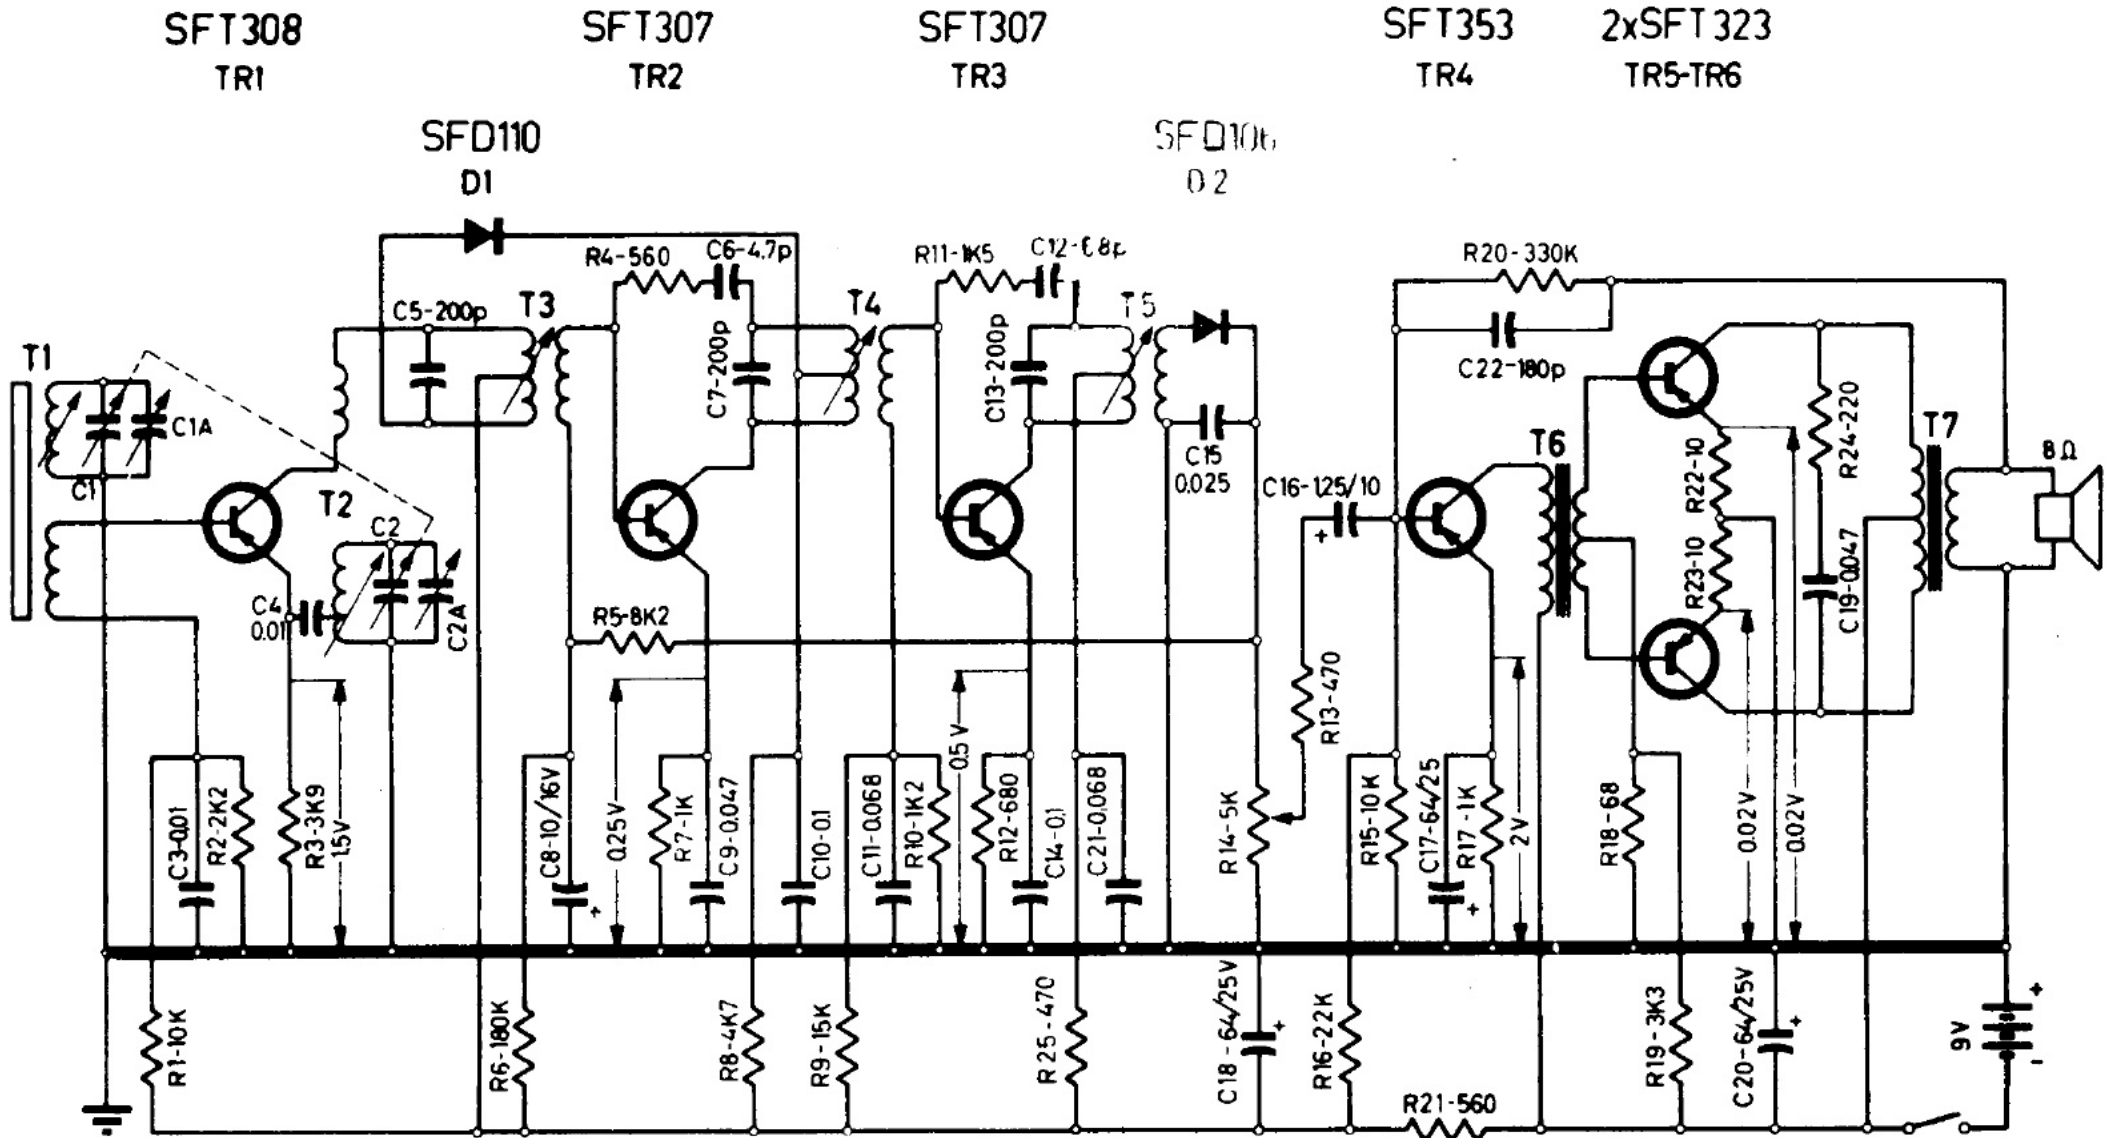 SFT308
TR1
SFT307
TR2
SFT307
TR3
SFT353
TR4
2xSFT323
TR5-TR6
SFD110
D1
SFD106
D2
R4-560
C6-4.7p
R11-1K5
C12-6.8p
R20-330K
C5-200p
T3
T4
T5
C22-180p
T1
C1A
C1
C7-200p
C13-200p
C15
0.025
C16-1.25/10
T2
C2
C2A
C4
0.01
R5-8K2
R13-470
T6
R22-10
R23-10
R24-220
C19-0.047
T7
8Ω
C3-0.01
R2-2K2
R3-3K9
1.5V
C8-10/16V
0.25V
R7-1K
C9-0.047
C10-0.1
C11-0.068
R10-1K2
0.5V
R12-680
C14-0.1
C21-0.068
R14-5K
R15-10K
C17-64/25
R17-1K
2V
R18-68
0.02V
0.02V
R1-10K
R6-180K
R8-4K7
R9-15K
R25-470
C18-64/25V
R16-22K
R21-560
R19-3K3
C20-64/25V
9V
+
-